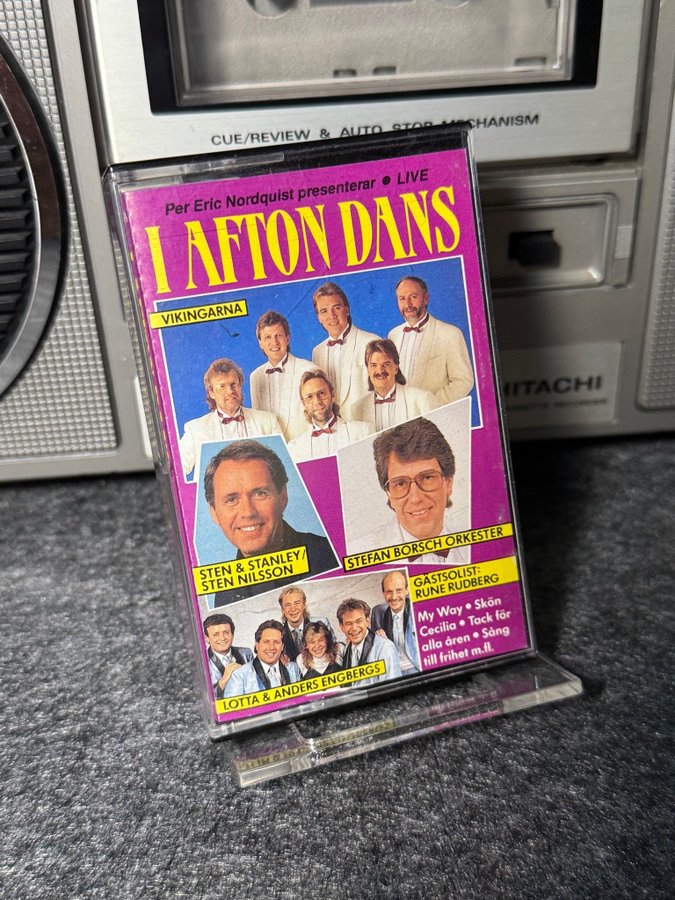 CUE/REVIEW & AUTO STOP MECHANISM
Per Eric Nordquist presenterar • LIVE
I AFTON DANS
VIKINGARNA
HITACHI
STEN & STANLEY/
STEN NILSSON
STEFAN BORSCH ORKESTER
GÄSTSOLIST:
RUNE RUDBERG
My Way • Skön
Cecilia • Tack för
alla åren • Sång
till frihet m.fl.
LOTTA & ANDERS ENGBERGS